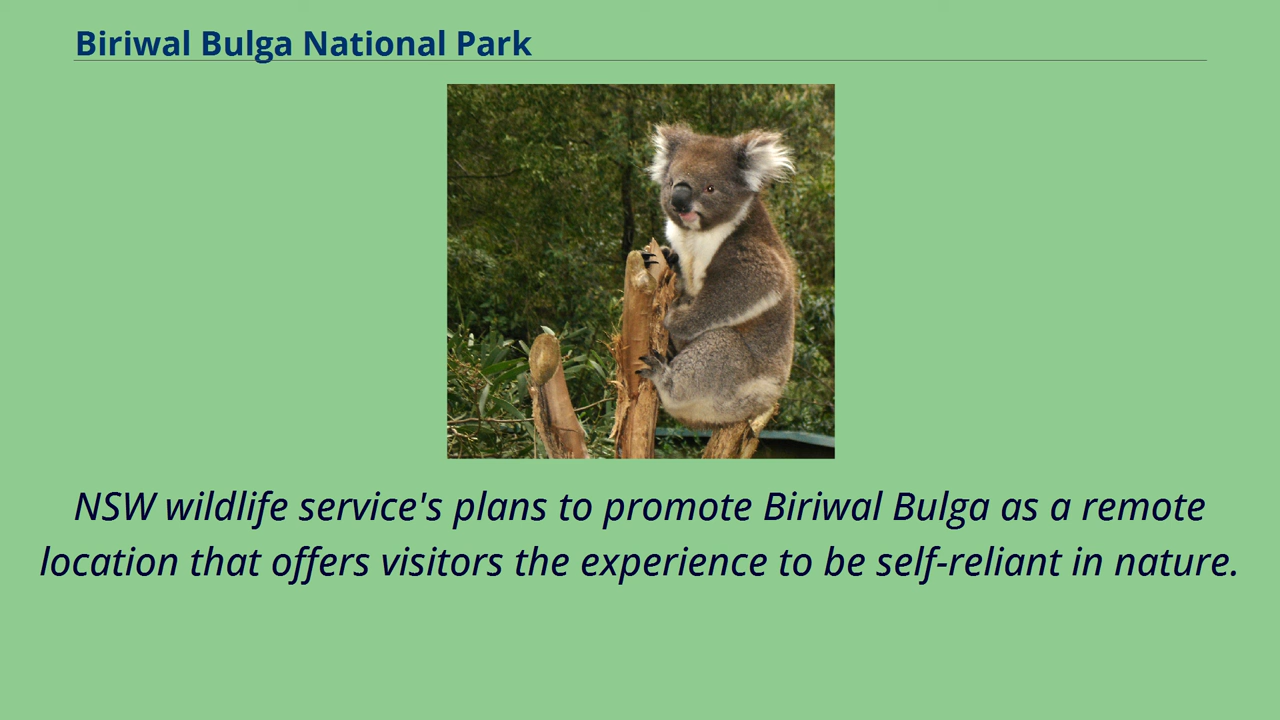 Biriwal Bulga National Park
NSW wildlife service's plans to promote Biriwal Bulga as a remote
location that offers visitors the experience to be self-reliant in nature.